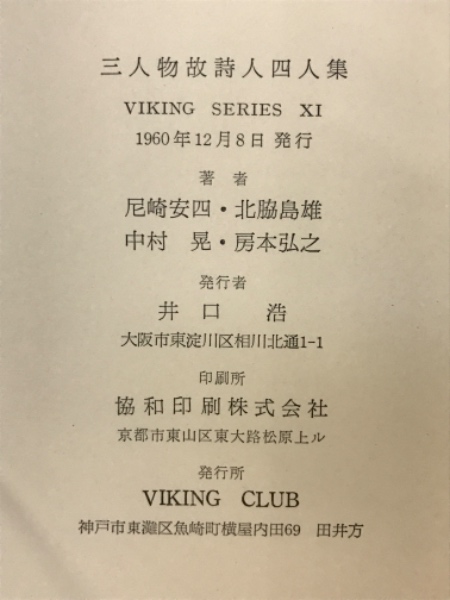 三人物故詩人四人集
VIKING SERIES XI
1960年12月8日 発行
著者
尼崎安四・北脇島雄
中村 晃・房本弘之
発行者
井口 浩
大阪市東淀川区相川北通1-1
印刷所
協和印刷株式会社
京都市東山区東大路松原上ル
発行所
VIKING CLUB
神戸市東灘区魚崎町横屋内田69 田井方